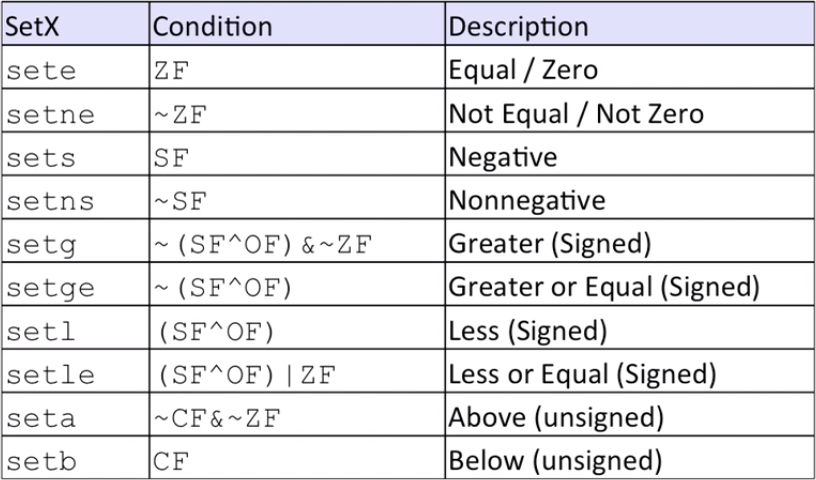 SetX Condition Description
sete ZF Equal / Zero
setne ~ZF Not Equal / Not Zero
sets SF Negative
setns ~SF Nonnegative
setg ~(SF^OF)&~ZF Greater (Signed)
setge ~(SF^OF) Greater or Equal (Signed)
setl (SF^OF) Less (Signed)
setle (SF^OF)|ZF Less or Equal (Signed)
seta ~CF&~ZF Above (unsigned)
setb CF Below (unsigned)